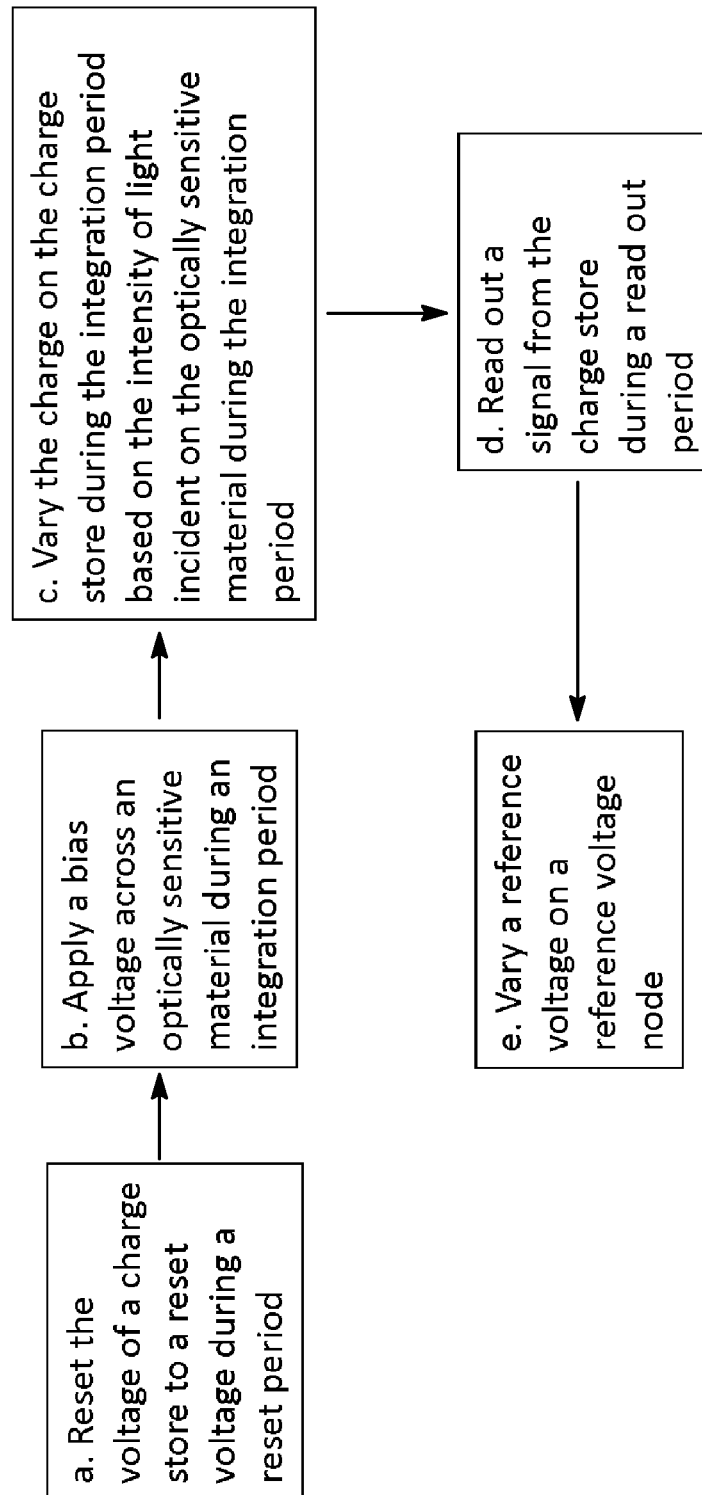 a. Reset the
voltage of a charge
store to a reset
voltage during a
reset period
b. Apply a bias
voltage across an
optically sensitive
material during an
integration period
c. Vary the charge on the charge
store during the integration period
based on the intensity of light
incident on the optically sensitive
material during the integration
period
d. Read out a
signal from the
charge store
during a read out
period
e. Vary a reference
voltage on a
reference voltage
node